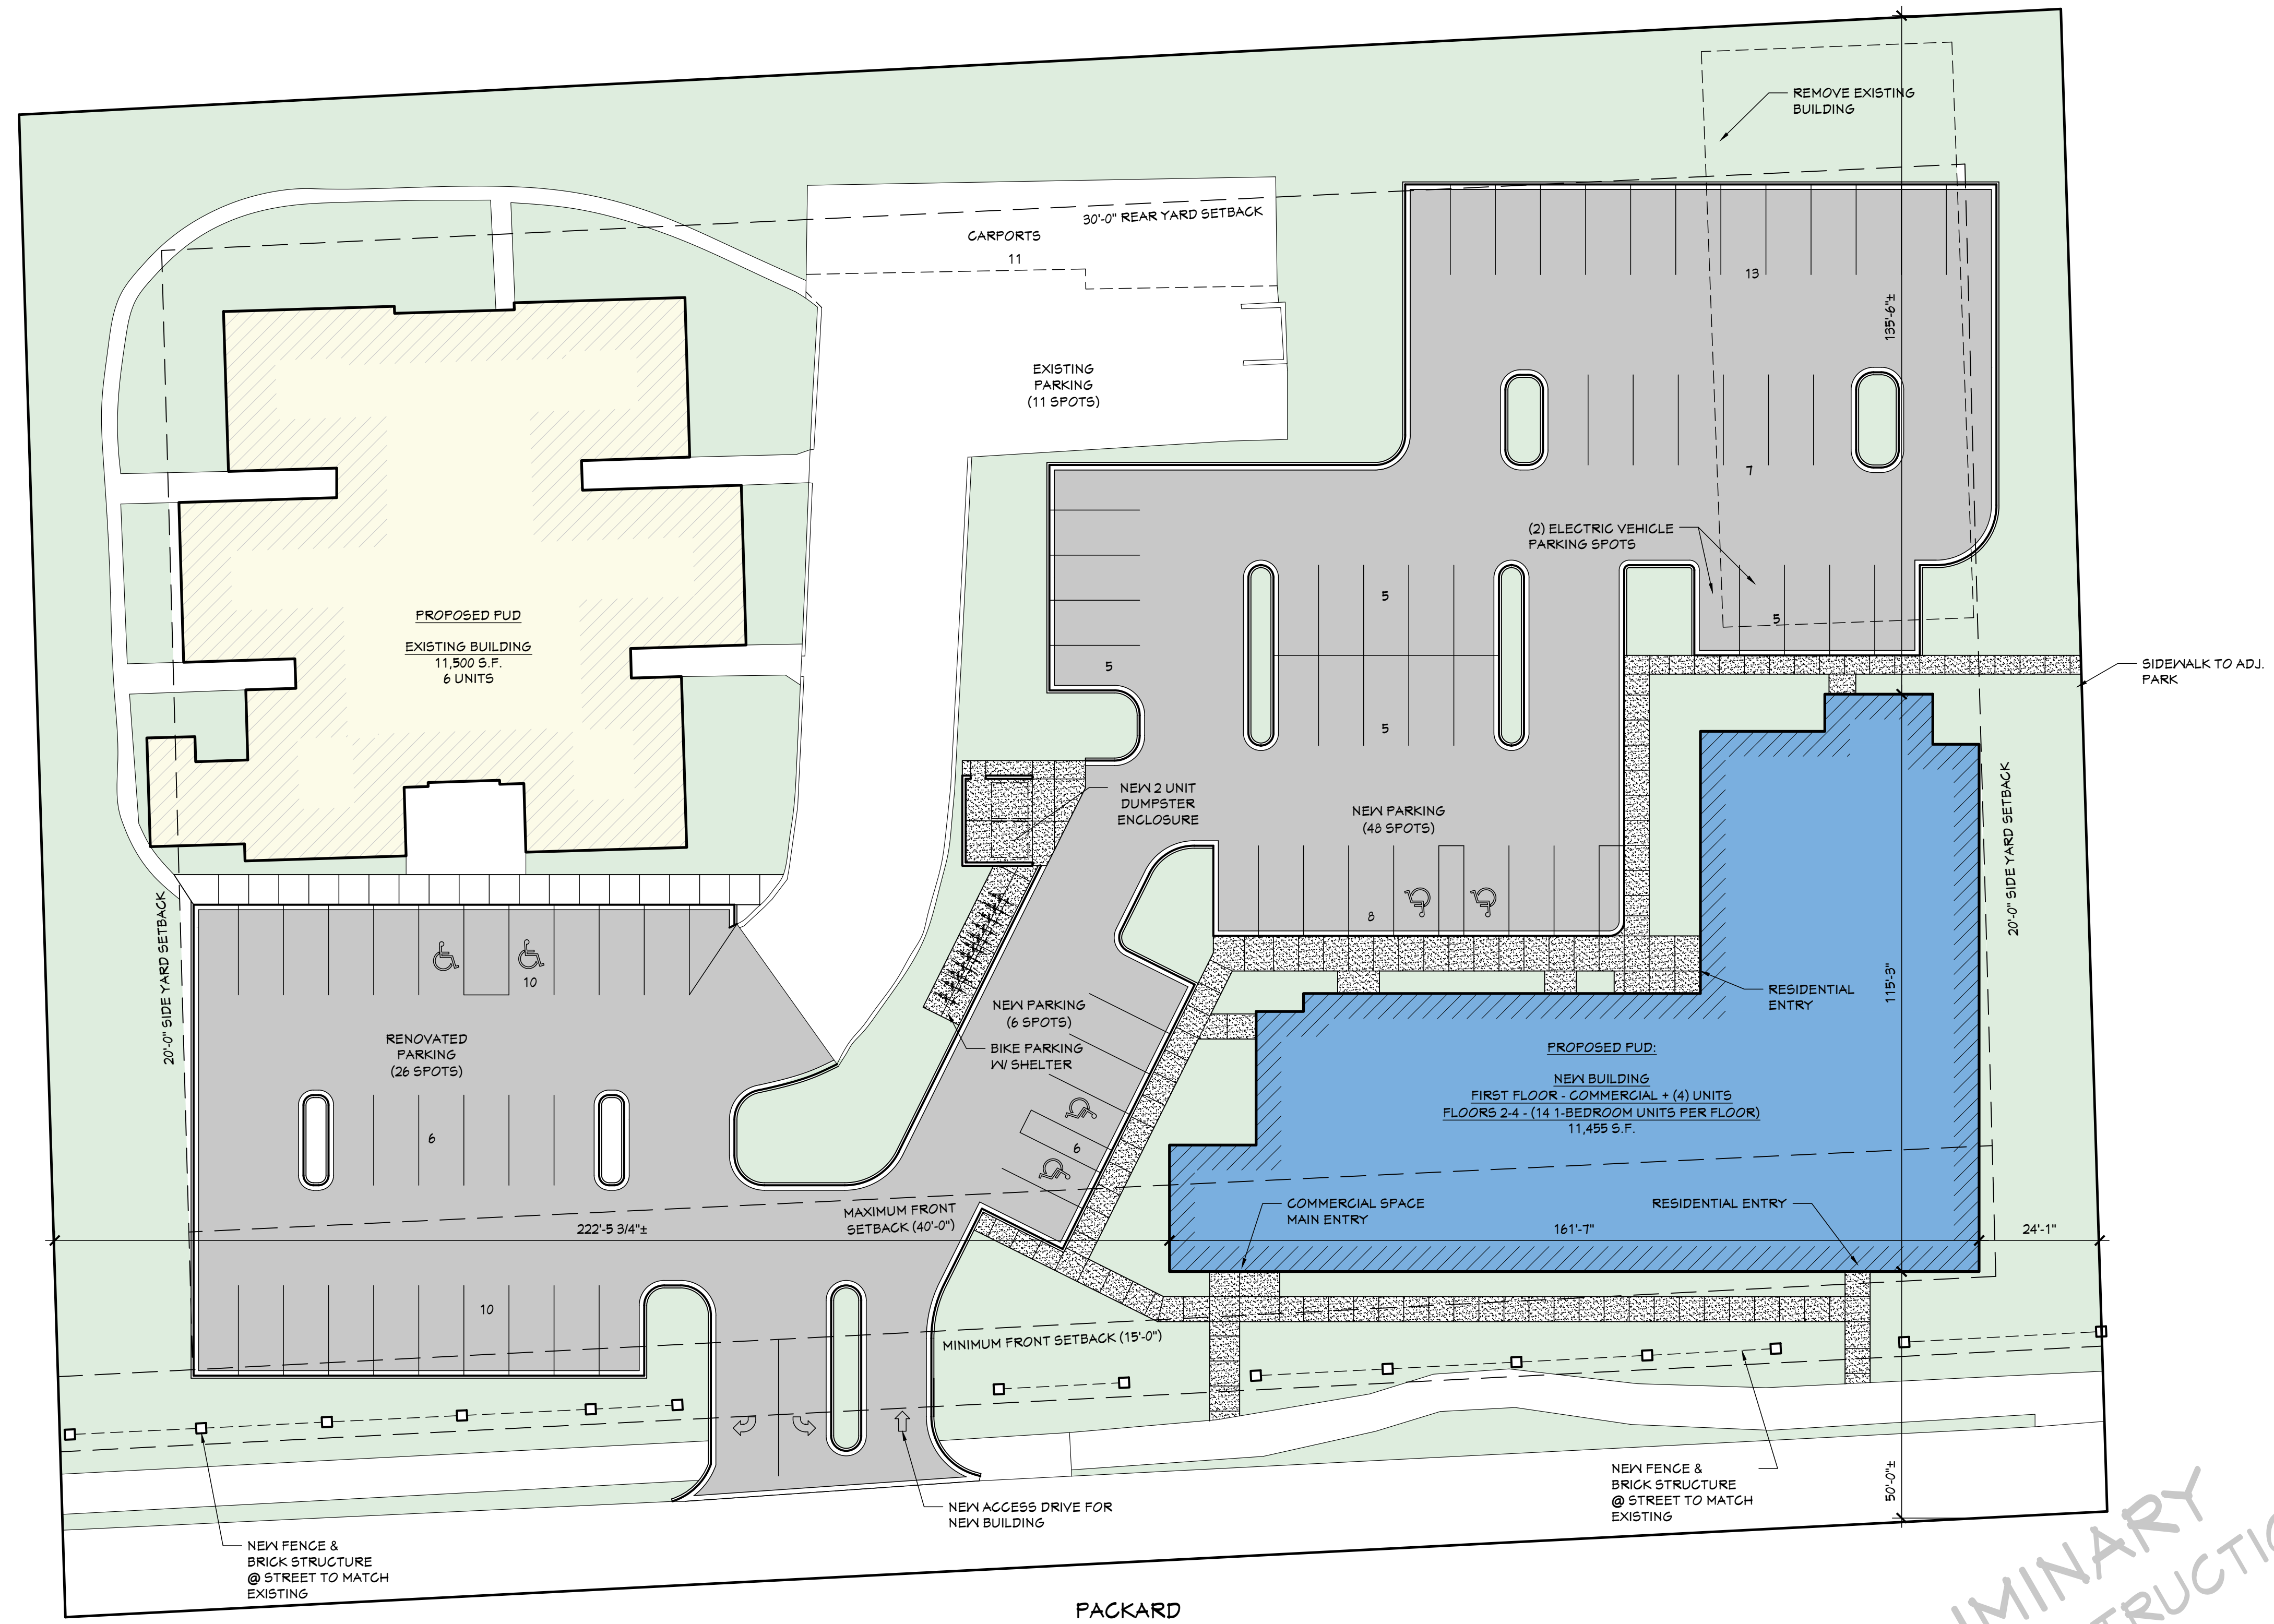 REMOVE EXISTING
BUILDING
30'-0" REAR YARD SETBACK
CARPORTS
11
13
135'-6"±
EXISTING
PARKING
(11 SPOTS)
7
(2) ELECTRIC VEHICLE
PARKING SPOTS
5
5
5
5
SIDEWALK TO ADJ.
PARK
PROPOSED PUD
EXISTING BUILDING
11,500 S.F.
6 UNITS
NEW 2 UNIT
DUMPSTER
ENCLOSURE
NEW PARKING
(48 SPOTS)
8
20'-0" SIDE YARD SETBACK
20'-0" SIDE YARD SETBACK
10
RENOVATED
PARKING
(26 SPOTS)
6
10
NEW PARKING
(6 SPOTS)
BIKE PARKING
W/ SHELTER
6
RESIDENTIAL
ENTRY
115'-3"
PROPOSED PUD:
NEW BUILDING
FIRST FLOOR - COMMERCIAL + (4) UNITS
FLOORS 2-4 - (14 1-BEDROOM UNITS PER FLOOR)
11,455 S.F.
MAXIMUM FRONT
SETBACK (40'-0")
222'-5 3/4"±
COMMERCIAL SPACE
MAIN ENTRY
RESIDENTIAL ENTRY
161'-7"
24'-1"
MINIMUM FRONT SETBACK (15'-0")
NEW FENCE &
BRICK STRUCTURE
@ STREET TO MATCH
EXISTING
NEW ACCESS DRIVE FOR
NEW BUILDING
NEW FENCE &
BRICK STRUCTURE
@ STREET TO MATCH
EXISTING
50'-0"±
PACKARD